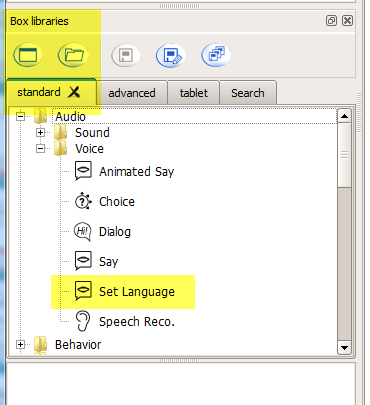 Box libraries
standard advanced tablet Search
Audio
Sound
Voice
Animated Say
Choice
Hi! Dialog
Say
Set Language
Speech Reco.
Behavior